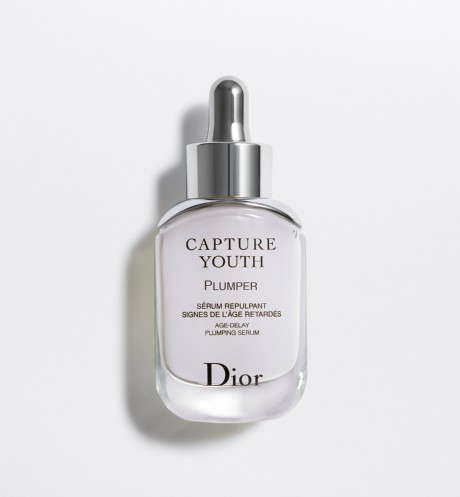 CAPTURE
YOUTH
PLUMPER
SÉRUM REPULPANT
SIGNES DE L'ÂGE RETARDÉS
AGE-DELAY
PLUMPING SERUM
Dior